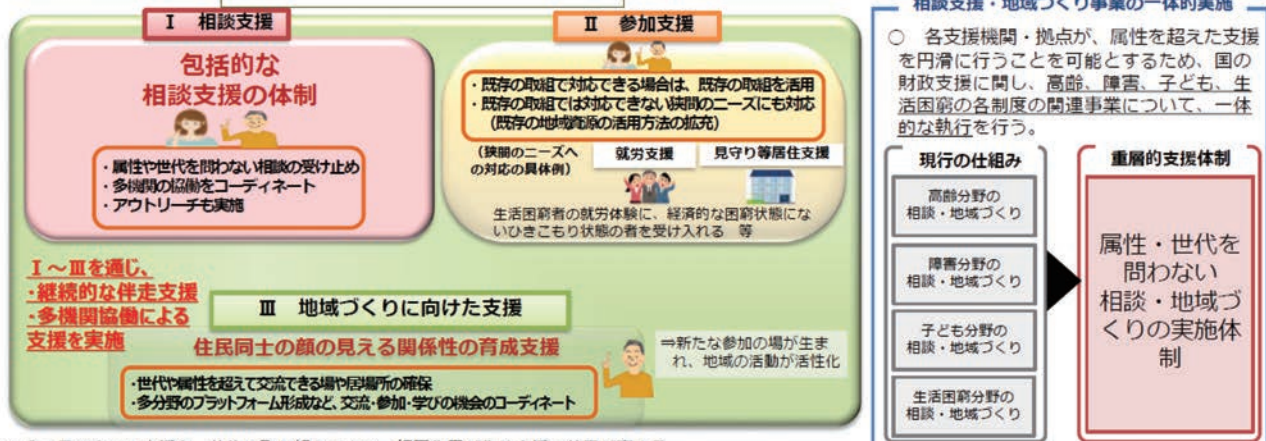 Ⅰ 相談支援
包括的な
相談支援の体制
・属性や世代を問わない相談の受け止め
・多機関の協働をコーディネート
・アウトリーチも実施
Ⅱ 参加支援
・既存の取組で対応できる場合は、既存の取組を活用
・既存の取組では対応できない狭間のニーズにも対応
(既存の地域資源の活用方法の拡充)
(狭間のニーズへ
の対応の具体例)
就労支援
見守り等居住支援
生活困窮者の就労体験に、経済的な困窮状態にな
いひきこもり状態の者を受け入れる 等
Ⅰ~Ⅲを通じ、
・継続的な伴走支援
・多機関協働による
支援を実施
Ⅲ 地域づくりに向けた支援
住民同士の顔の見える関係性の育成支援
・世代や属性を超えて交流できる場や居場所の確保
・多分野のプラットフォーム形成など、交流・参加・学びの機会のコーディネート
⇒新たな参加の場が生ま
れ、地域の活動が活性化
相談支援・地域づくり事業の一体的実施
○ 各支援機関・拠点が、属性を超えた支援
を円滑に行うことを可能とするため、国の
財政支援に関し、高齢、障害、子ども、生
活困窮の各制度の関連事業について、一体
的な執行を行う。
現行の仕組み
高齢分野の
相談・地域づくり
障害分野の
相談・地域づくり
子ども分野の
相談・地域づくり
生活困窮分野の
相談・地域づくり
重層的支援体制
属性・世代を
問わない
相談・地域づ
くりの実施体
制